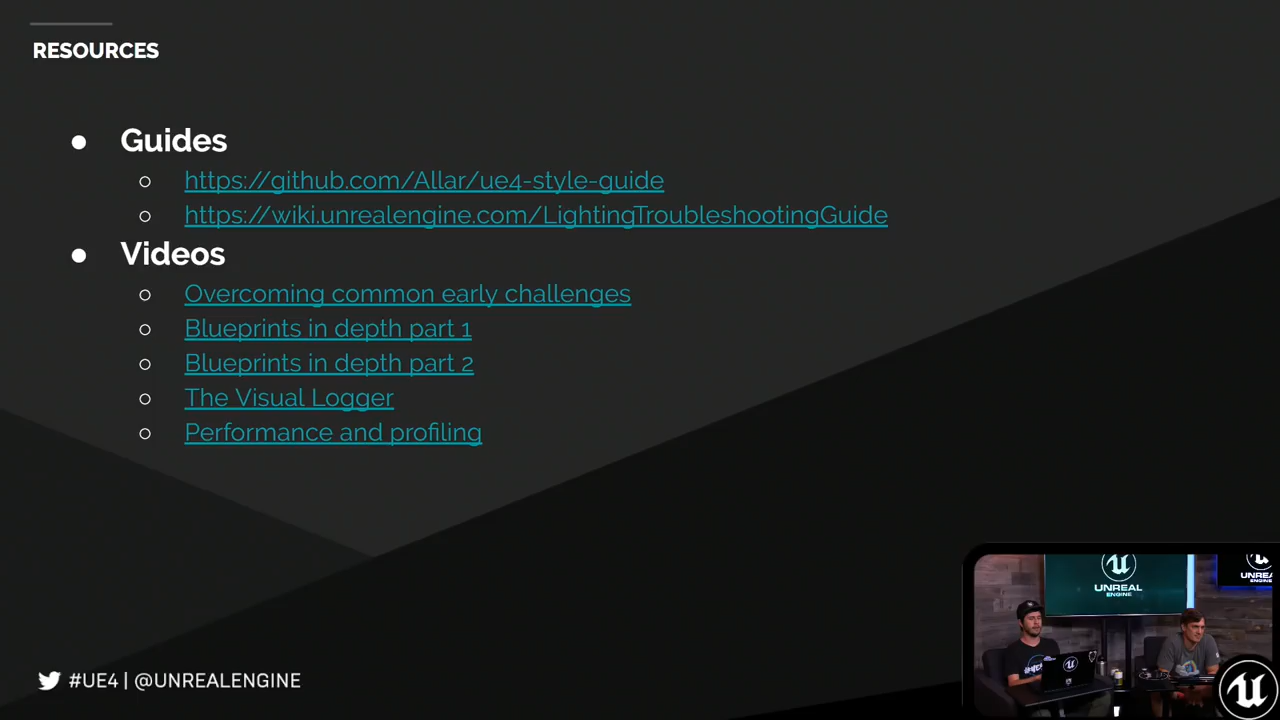 RESOURCES
● Guides
○ https://github.com/Allar/ue4-style-guide
○ https://wiki.unrealengine.com/LightingTroubleshootingGuide
● Videos
○ Overcoming common early challenges
○ Blueprints in depth part 1
○ Blueprints in depth part 2
○ The Visual Logger
○ Performance and profiling
#UE4 | @UNREALENGINE
UNREAL
ENGINE